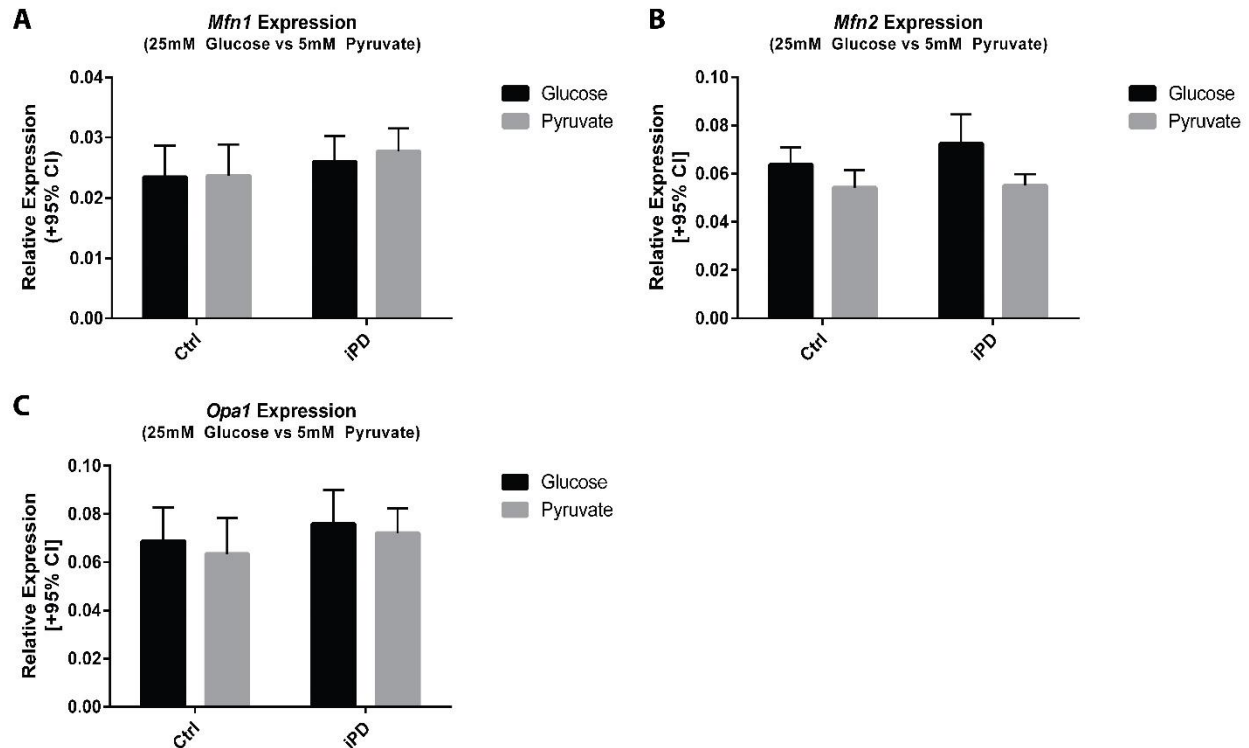 A
Mfn1 Expression
(25mM Glucose vs 5mM Pyruvate)
Relative Expression
(+95% CI)
0.04
0.03
0.02
0.01
0.00
Ctrl
iPD
Glucose
Pyruvate
B
Mfn2 Expression
(25mM Glucose vs 5mM Pyruvate)
Relative Expression
[+95% CI]
0.10
0.08
0.06
0.04
0.02
0.00
Ctrl
iPD
Glucose
Pyruvate
C
Opa1 Expression
(25mM Glucose vs 5mM Pyruvate)
Relative Expression
[+95% CI]
0.10
0.08
0.06
0.04
0.02
0.00
Ctrl
iPD
Glucose
Pyruvate